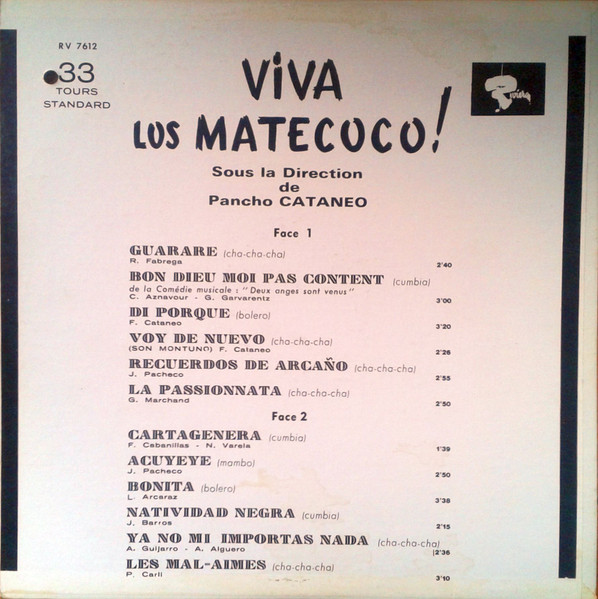 RV 7612
33
TOURS
STANDARD
VIVA
LOS MATECOCO!
Riviera
Sous la Direction
de
Pancho CATANEO
Face 1
GUARARE (cha-cha-cha)
R. Fabrega 2'40
BON DIEU MOI PAS CONTENT (cumbia)
de la Comédie musicale : "Deux anges sont venus"
C. Aznavour - G. Garvarentz 3'00
DI PORQUE (bolero)
F. Cataneo 3'20
VOY DE NUEVO (cha-cha-cha)
(SON MONTUNO) F. Cataneo 2'26
RECUERDOS DE ARCAÑO (cha-cha-cha)
J. Pacheco 2'55
LA PASSIONNATA (cha-cha-cha)
G. Marchand 2'50
Face 2
CARTAGENERA (cumbia)
F. Cabanillas - N. Varela 1'39
ACUYEYE (mambo)
J. Pacheco 2'50
BONITA (bolero)
L. Arcaraz 3'38
NATIVIDAD NEGRA (cumbia)
J. Barros 2'15
YA NO MI IMPORTAS NADA (cha-cha-cha)
A. Guijarro - A. Alguero 2'36
LES MAL-AIMES (cha-cha-cha)
P. Carli 3'10